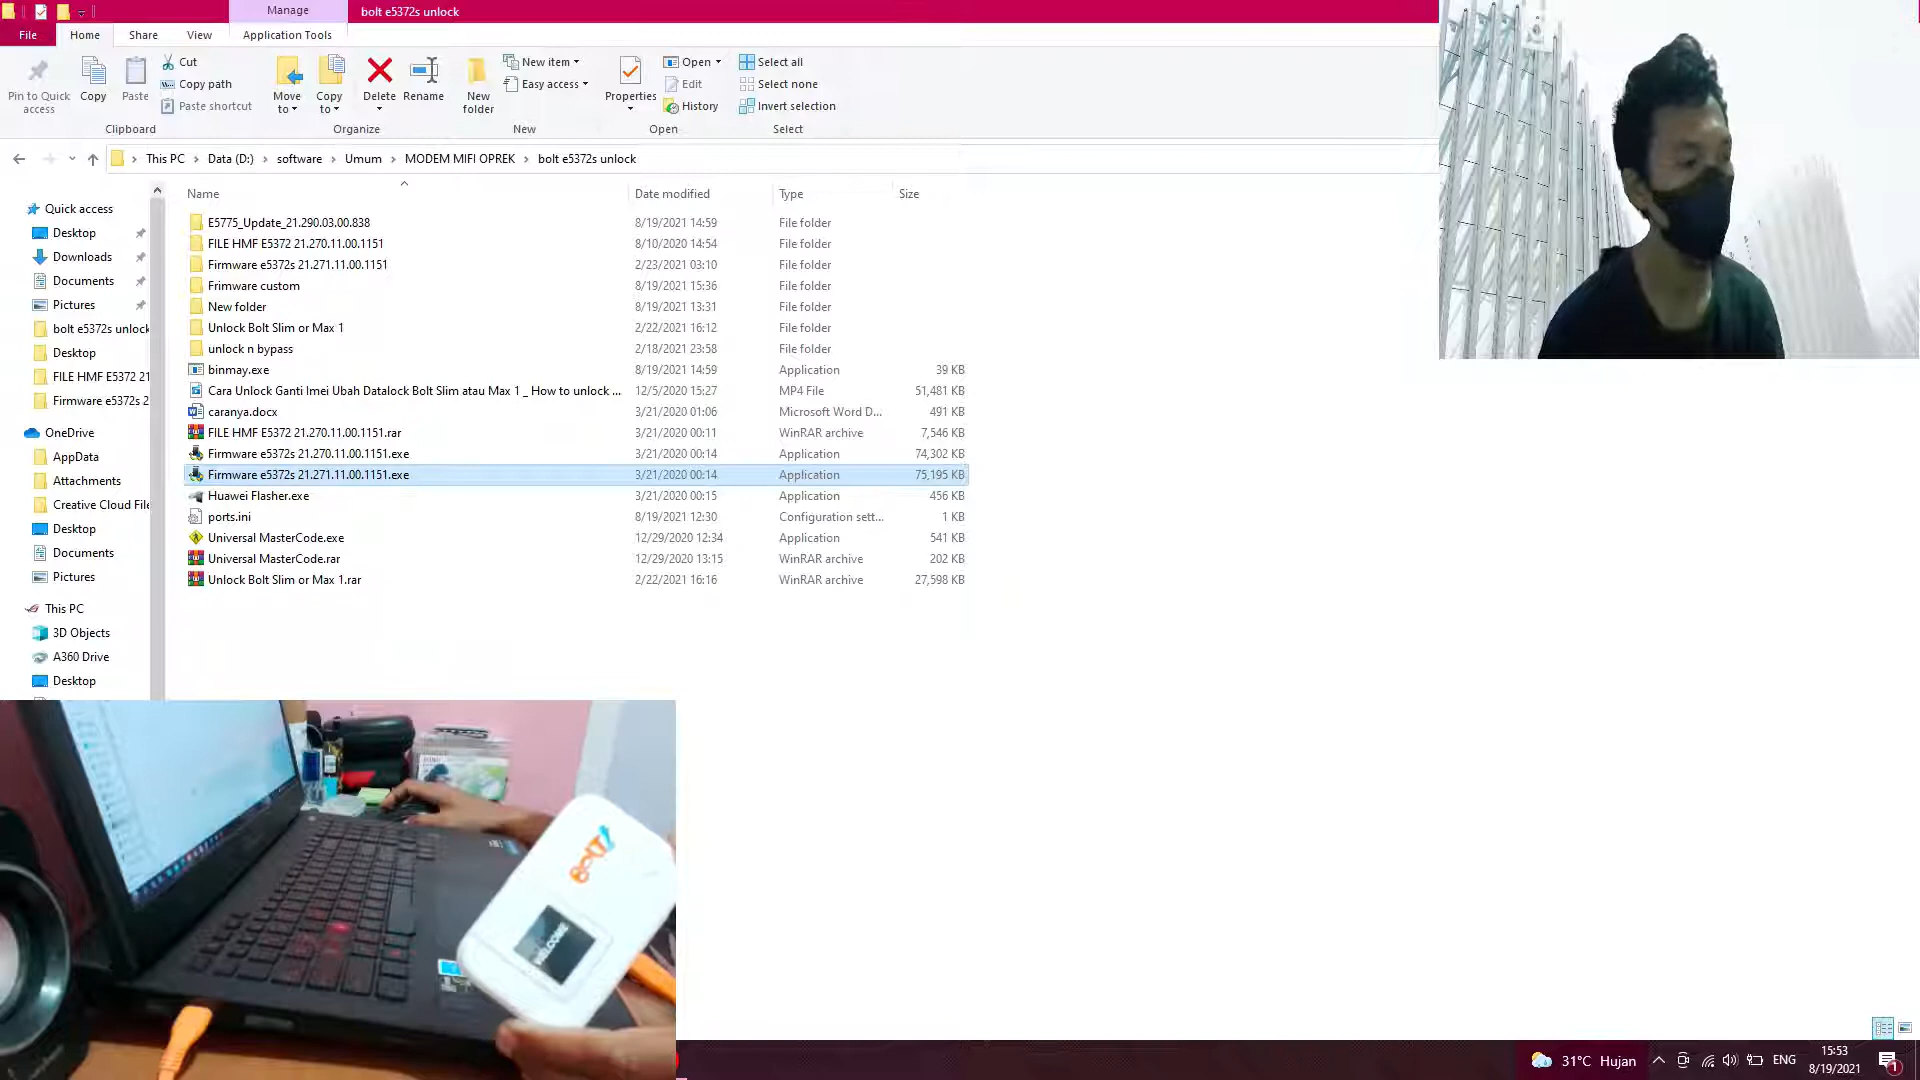 Manage
bolt e5372s unlock
File
Home
Share
View
Application Tools
Pin to Quick access
Copy
Paste
Cut
Copy path
Paste shortcut
Clipboard
Move to
Copy to
Delete
Rename
Organize
New folder
New item
Easy access
New
Properties
Open
Edit
History
Open
Select all
Select none
Invert selection
Select
This PC > Data (D:) > software > Umum > MODEM MIFI OPREK > bolt e5372s unlock
Name Date modified Type Size
Quick access
Desktop
Downloads
Documents
Pictures
bolt e5372s unlock
Desktop
FILE HMF E5372 21
Firmware e5372s 2
OneDrive
AppData
Attachments
Creative Cloud File
Desktop
Documents
Pictures
This PC
3D Objects
A360 Drive
Desktop
E5775_Update_21.290.03.00.838 8/19/2021 14:59 File folder
FILE HMF E5372 21.270.11.00.1151 8/10/2020 14:54 File folder
Firmware e5372s 21.271.11.00.1151 2/23/2021 03:10 File folder
Frimware custom 8/19/2021 15:36 File folder
New folder 8/19/2021 13:31 File folder
Unlock Bolt Slim or Max 1 2/22/2021 16:12 File folder
unlock n bypass 2/18/2021 23:58 File folder
binmay.exe 8/19/2021 14:59 Application 39 KB
Cara Unlock Ganti Imei Ubah Datalock Bolt Slim atau Max 1 _ How to unlock ... 12/5/2020 15:27 MP4 File 51,481 KB
caranya.docx 3/21/2020 01:06 Microsoft Word D... 491 KB
FILE HMF E5372 21.270.11.00.1151.rar 3/21/2020 00:11 WinRAR archive 7,546 KB
Firmware e5372s 21.270.11.00.1151.exe 3/21/2020 00:14 Application 74,302 KB
Firmware e5372s 21.271.11.00.1151.exe 3/21/2020 00:14 Application 75,195 KB
Huawei Flasher.exe 3/21/2020 00:15 Application 456 KB
ports.ini 8/19/2021 12:30 Configuration sett... 1 KB
Universal MasterCode.exe 12/29/2020 12:34 Application 541 KB
Universal MasterCode.rar 12/29/2020 13:15 WinRAR archive 202 KB
Unlock Bolt Slim or Max 1.rar 2/22/2021 16:16 WinRAR archive 27,598 KB
BOLT!
WELCOME
31°C Hujan
ENG
15:53
8/19/2021
1